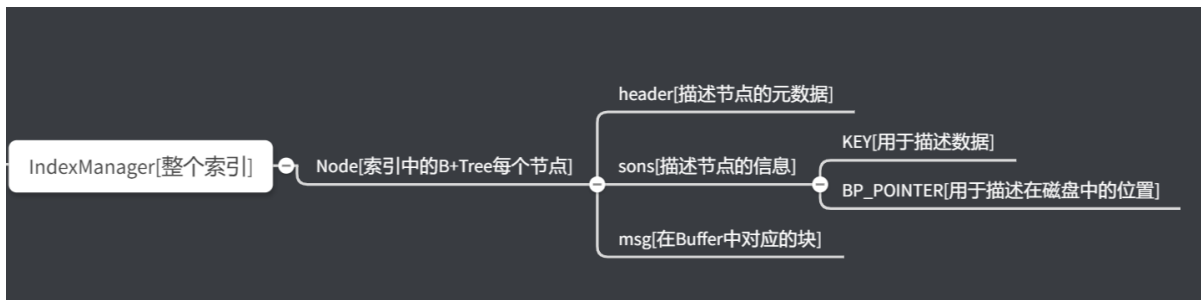 IndexManager[整个索引]
Node[索引中的B+Tree每个节点]
header[描述节点的元数据]
sons[描述节点的信息]
KEY[用于描述数据]
BP_POINTER[用于描述在磁盘中的位置]
msg[在Buffer中对应的块]